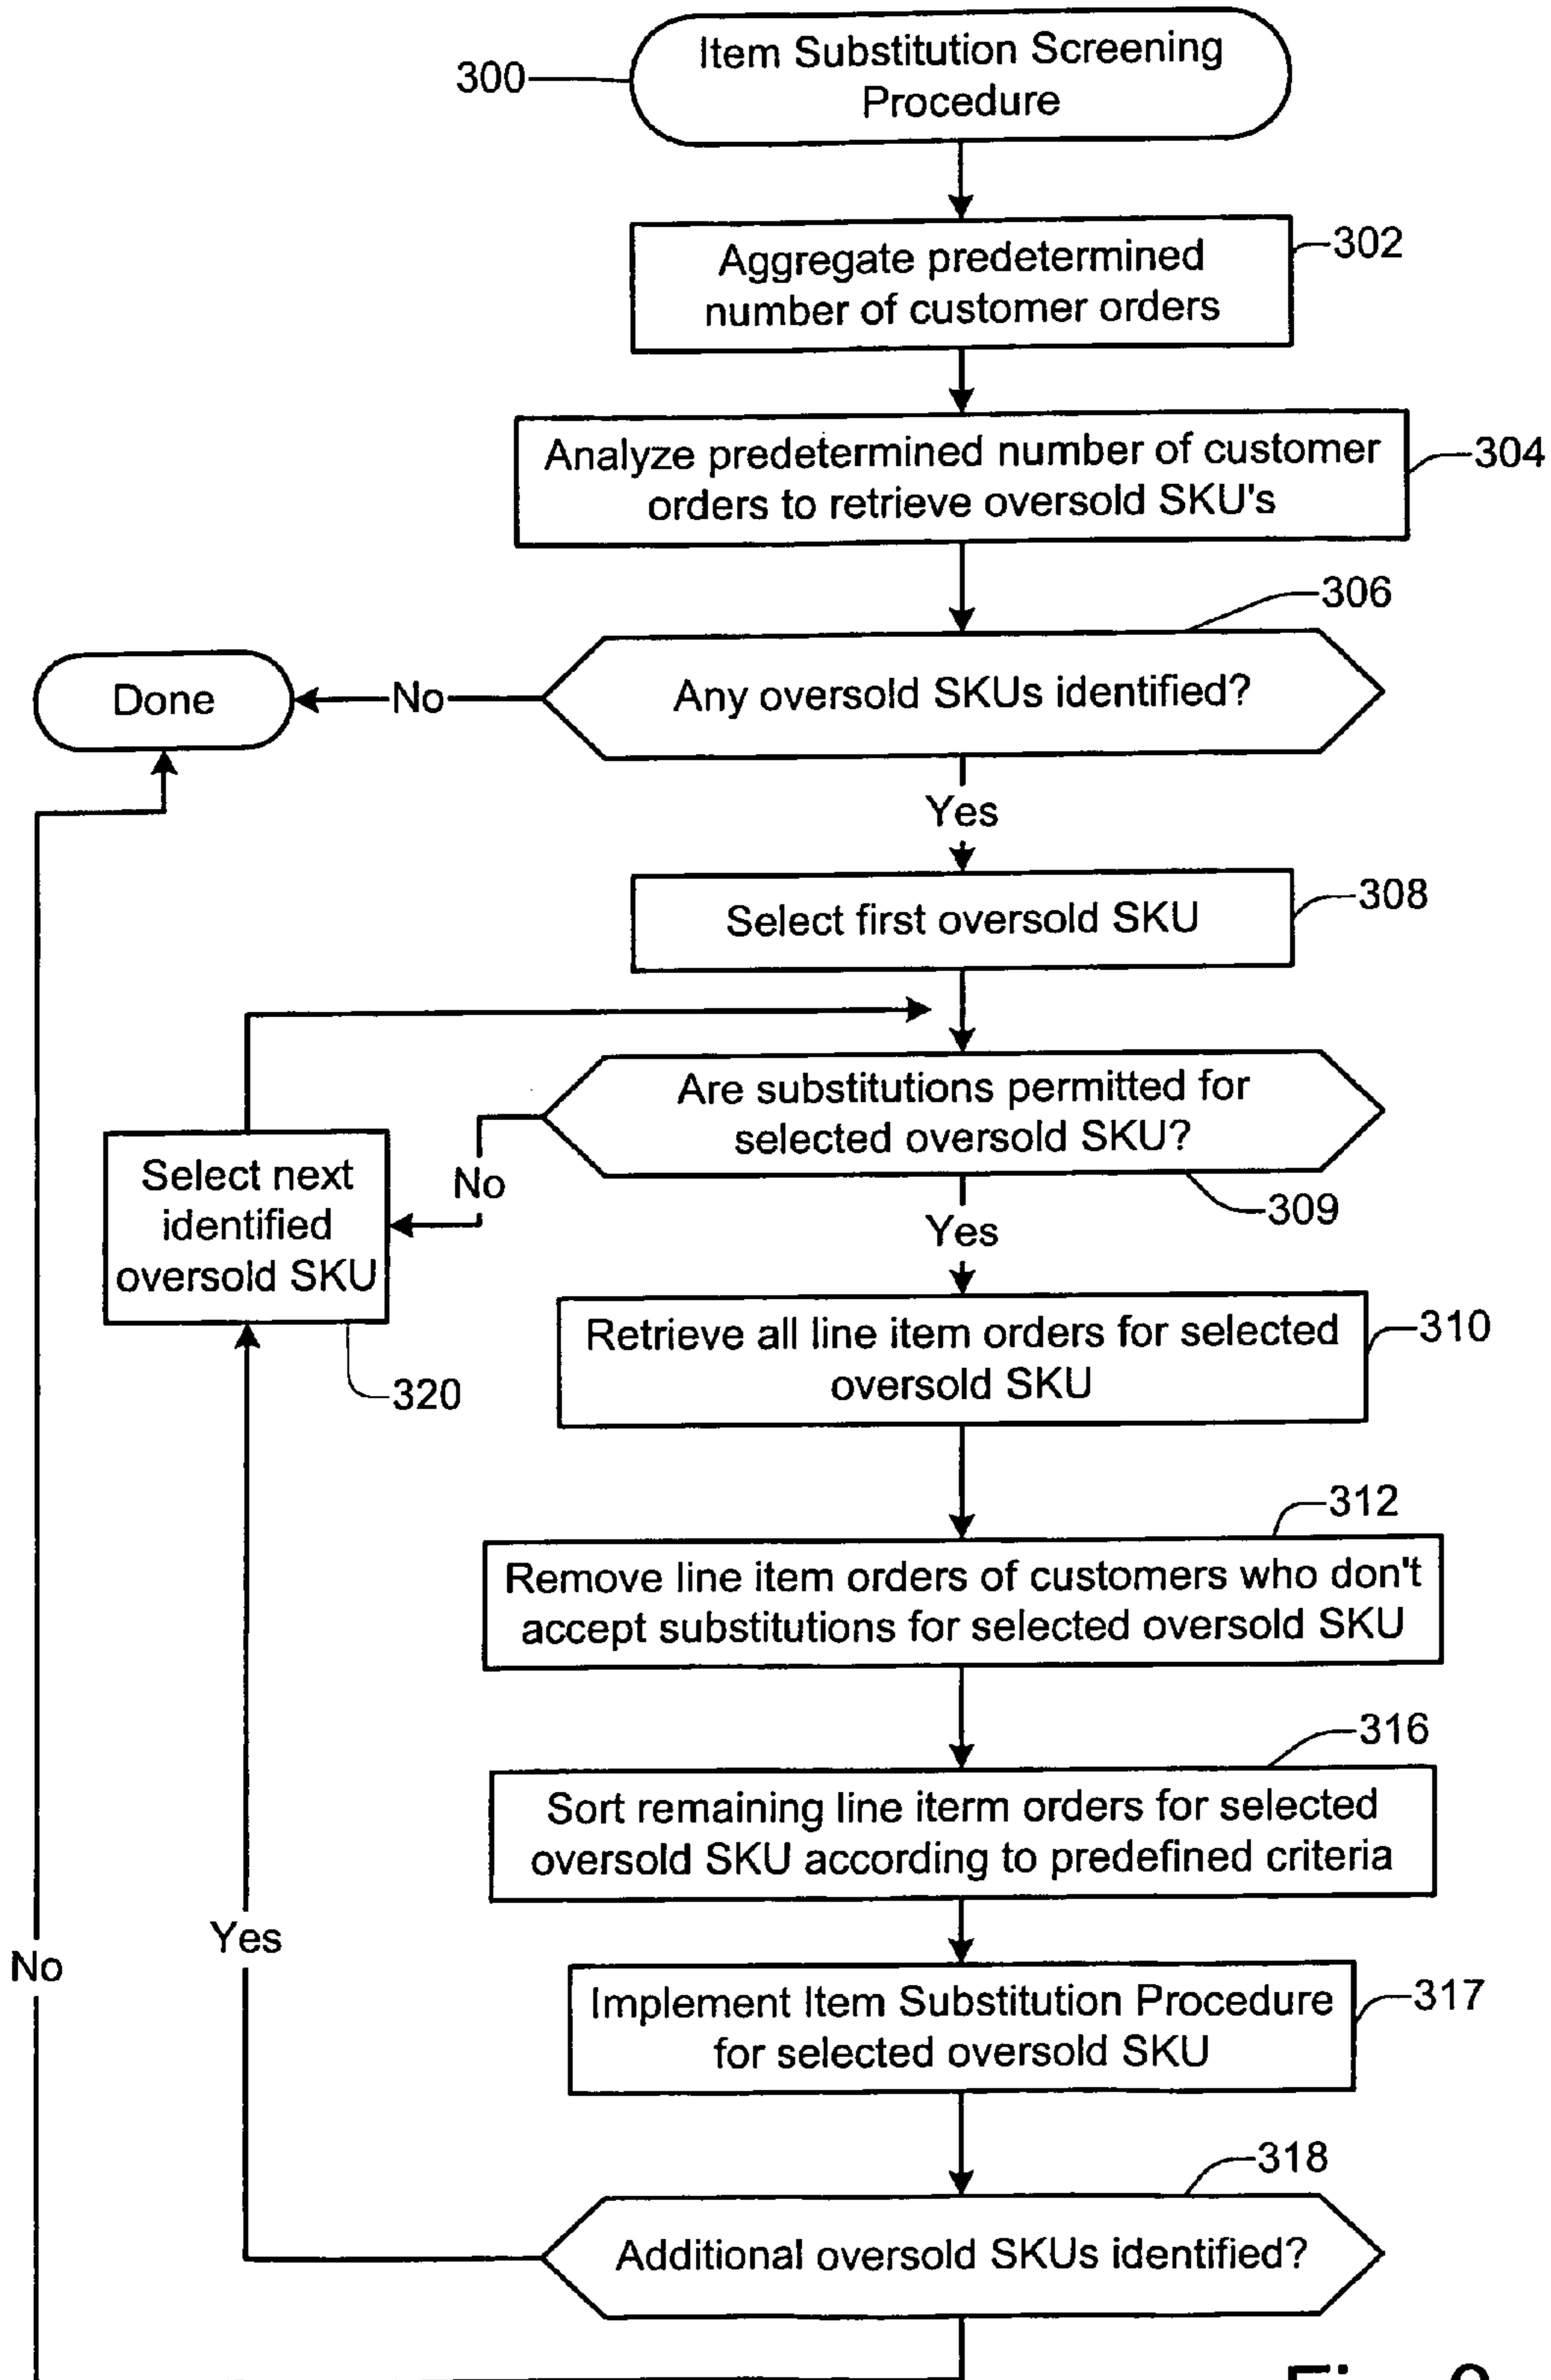 Item Substitution Screening
Procedure
300
Aggregate predetermined
number of customer orders
302
Analyze predetermined number of customer
orders to retrieve oversold SKU's
304
306
Any oversold SKUs identified?
No
Done
Yes
Select first oversold SKU
308
Are substitutions permitted for
selected oversold SKU?
309
No
Select next
identified
oversold SKU
320
Yes
Retrieve all line item orders for selected
oversold SKU
310
312
Remove line item orders of customers who don't
accept substitutions for selected oversold SKU
316
Sort remaining line iterm orders for selected
oversold SKU according to predefined criteria
Yes
No
Implement Item Substitution Procedure
for selected oversold SKU
317
318
Additional oversold SKUs identified?